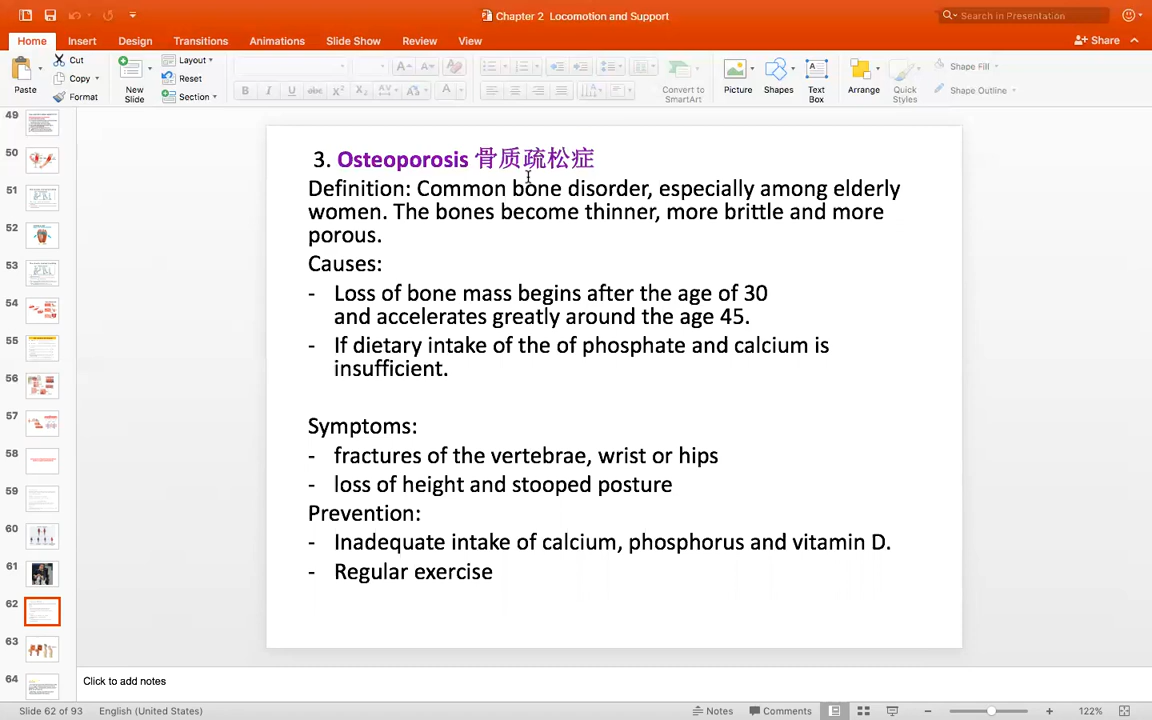 Chapter 2 Locomotion and Support
Search in Presentation
Home Insert Design Transitions Animations Slide Show Review View
Share
Paste
Cut
Copy
Format
New Slide
Layout
Reset
Section
B I U abc X² X₂ AV Aa A
Convert to SmartArt
Picture
Shapes
Text Box
Arrange
Quick Styles
Shape Fill
Shape Outline
49
50
51
52
53
54
55
56
57
58
59
60
61
62
63
64
3. Osteoporosis 骨质疏松症
Definition: Common bone disorder, especially among elderly
women. The bones become thinner, more brittle and more
porous.
Causes:
- Loss of bone mass begins after the age of 30
and accelerates greatly around the age 45.
- If dietary intake of the of phosphate and calcium is
insufficient.
Symptoms:
- fractures of the vertebrae, wrist or hips
- loss of height and stooped posture
Prevention:
- Inadequate intake of calcium, phosphorus and vitamin D.
- Regular exercise
Click to add notes
Slide 62 of 93 English (United States) Notes Comments 122%